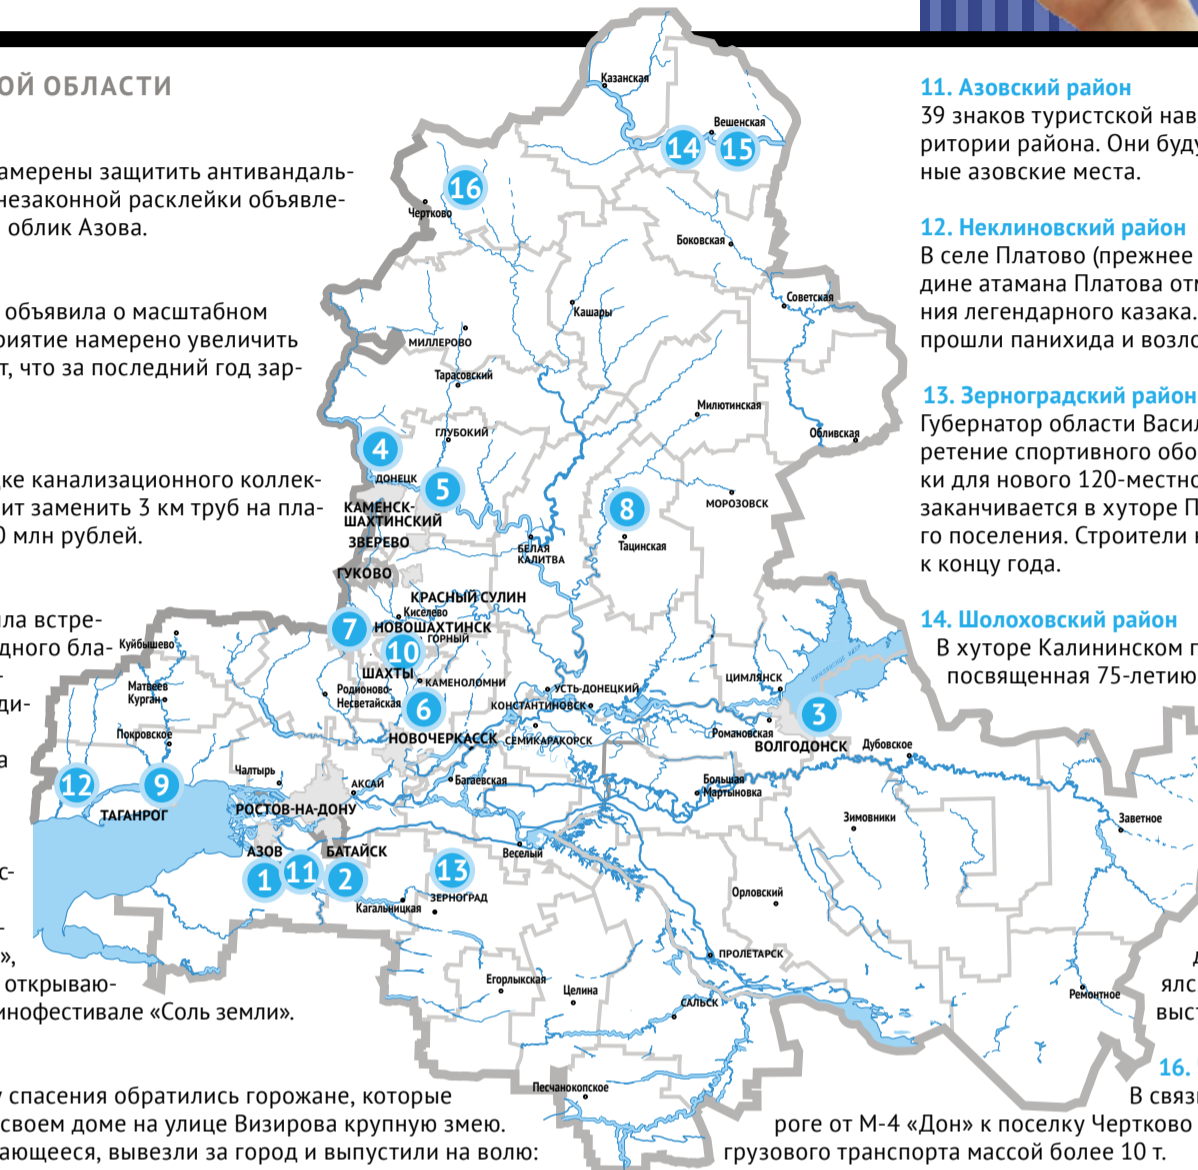 ОЙ ОБЛАСТИ
амерены защитить антивандаль-
незаконной расклейки объявле-
облик Азова.
объявила о масштабном
риятие намерено увеличить
т, что за последний год зар-
ке канализационного коллек-
ит заменить 3 км труб на пла-
0 млн рублей.
ла встре-
дного бла-
-
ди-
а
с-
-
»,
открываю-
инофестивале «Соль земли».
у спасения обратились горожане, которые
своем доме на улице Визирова крупную змею.
ающееся, вывезли за город и выпустили на волю:
Казанская
Вешенская
14
15
16
Чертково
Боковская
Советская
Кашары
МИЛЛЕРОВО
Тарасовский
Милютинская
Обливская
ГЛУБОКИЙ
4
ДОНЕЦК
5
КАМЕНСК-
ШАХТИНСКИЙ
ЗВЕРЕВО
8
МОРОЗОВСК
Тацинская
БЕЛАЯ
КАЛИТВА
ГУКОВО
КРАСНЫЙ СУЛИН
Киселево
7
НОВОШАХТИНСК
ГОРНЫЙ
10
ШАХТЫ
КАМЕНОЛОМНИ
Куйбышево
Матвеев
Курган
Родионово-
Несветайская
6
УСТЬ-ДОНЕЦКИЙ
КОНСТАНТИНОВСК
ЦИМЛЯНСК
3
Романовская
ВОЛГОДОНСК
Покровское
НОВОЧЕРКАССК
СЕМИКАРАКОРСК
Дубовское
12
9
ТАГАНРОГ
Чалтырь
АКСАЙ
Багаевская
Большая
Мартыновка
РОСТОВ-НА-ДОНУ
Зимовники
Заветное
АЗОВ
БАТАЙСК
Веселый
1
11
2
13
ЗЕРНОГРАД
Кагальницкая
Орловский
ПРОЛЕТАРСК
Егорлыкская
Целина
САЛЬСК
Ремонтное
Песчанокопское
11. Азовский район
39 знаков туристской нав
ритории района. Они буду
ные азовские места.
12. Неклиновский район
В селе Платово (прежнее
дине атамана Платова отм
ния легендарного казака.
прошли панихида и возло
13. Зерноградский район
Губернатор области Васил
ретение спортивного обо
ки для нового 120-местно
заканчивается в хуторе П
го поселения. Строители н
к концу года.
14. Шолоховский район
В хуторе Калининском п
посвященная 75-летию
д
ялс
выст
16.
В связи
роге от М-4 «Дон» к поселку Чертково
грузового транспорта массой более 10 т.